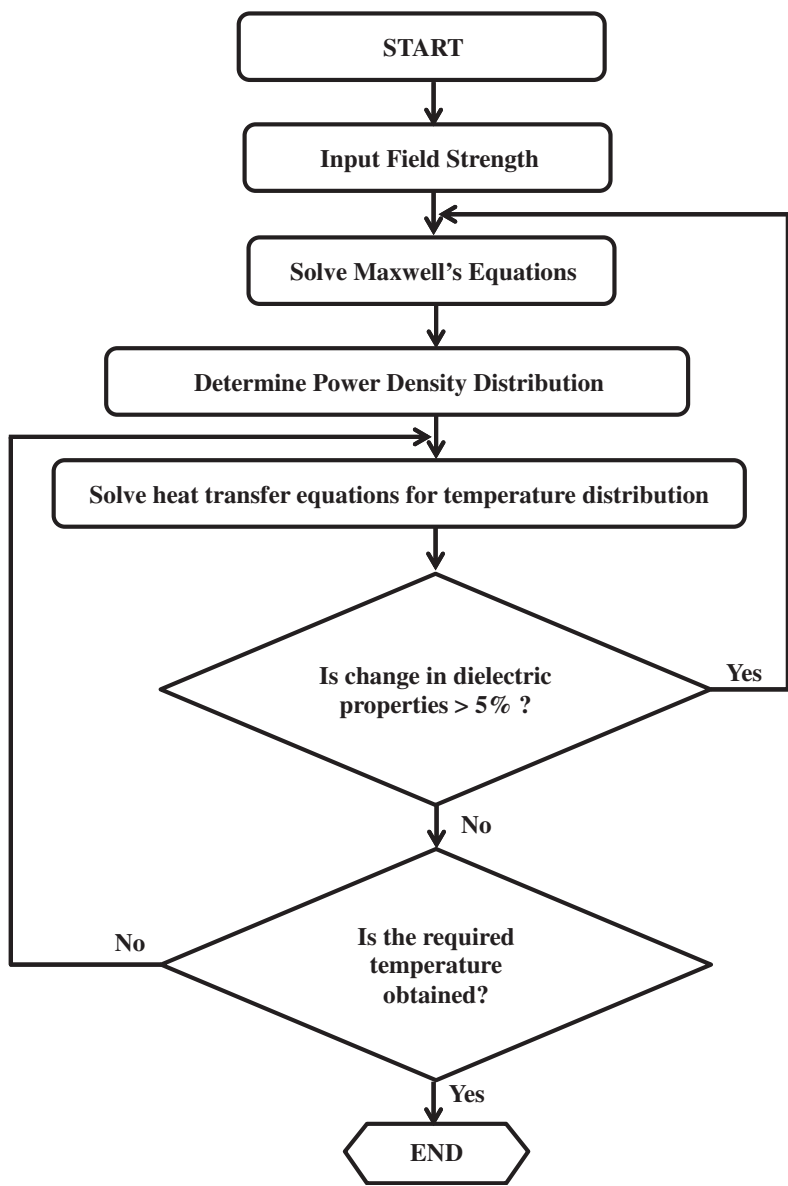 START
Input Field Strength
Solve Maxwell's Equations
Determine Power Density Distribution
Solve heat transfer equations for temperature distribution
Is change in dielectric
properties > 5% ?
Yes
No
Is the required
temperature
obtained?
No
Yes
END